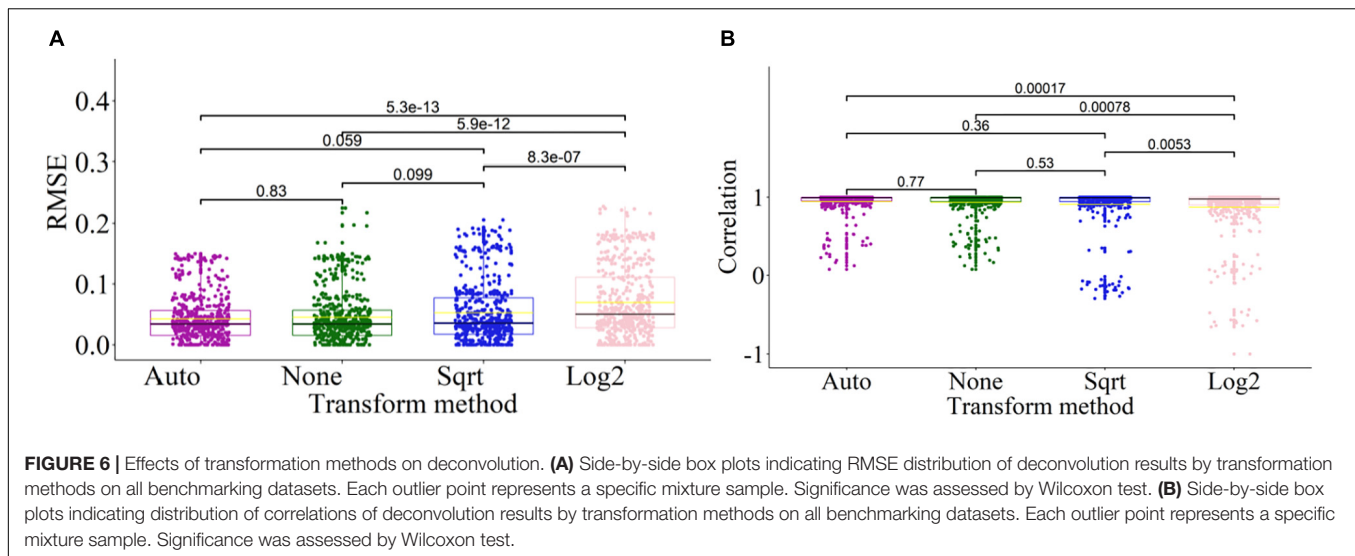 A
B
0.4
0.3
0.2
0.1
0.0
RMSE
5.3e-13
5.9e-12
0.059
8.3e-07
0.099
0.83
Auto None Sqrt Log2
Transform method
0.00017
0.00078
0.36
0.0053
0.53
0.77
1
0
-1
Correlation
Auto None Sqrt Log2
Transform method
FIGURE 6 | Effects of transformation methods on deconvolution. (A) Side-by-side box plots indicating RMSE distribution of deconvolution results by transformation
methods on all benchmarking datasets. Each outlier point represents a specific mixture sample. Significance was assessed by Wilcoxon test. (B) Side-by-side box
plots indicating distribution of correlations of deconvolution results by transformation methods on all benchmarking datasets. Each outlier point represents a specific
mixture sample. Significance was assessed by Wilcoxon test.